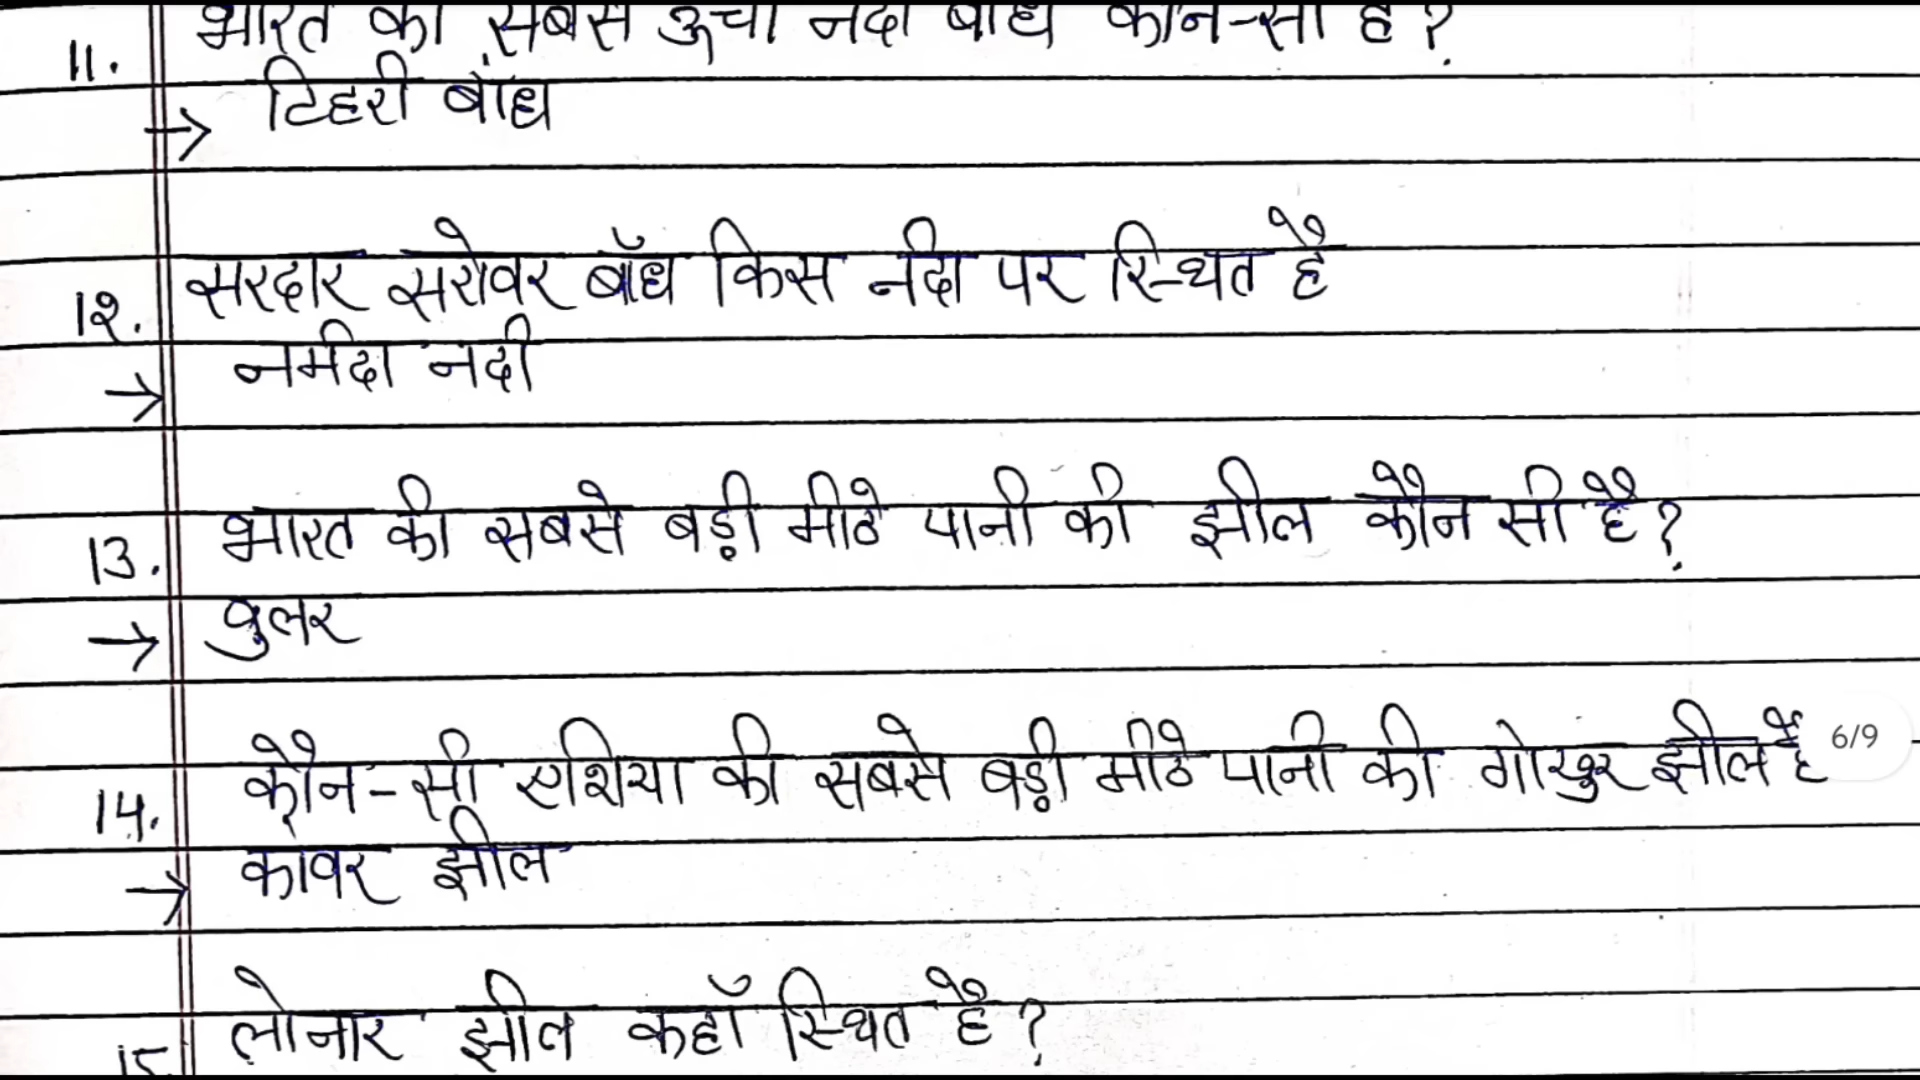 11. भारत का सबसे ऊँचा नदी बाँध कौन-सा है?
→ टिहरी बाँध
12. सरदार सरोवर बाँध किस नदी पर स्थित है
→ नर्मदा नदी
13. भारत की सबसे बड़ी मीठे पानी की झील कौन सी है?
→ वुलर
14. कौन-सी एशिया की सबसे बड़ी मीठे पानी की गोखुर झील है
→ कावर झील
15 लोनार झील कहाँ स्थित है?
6/9